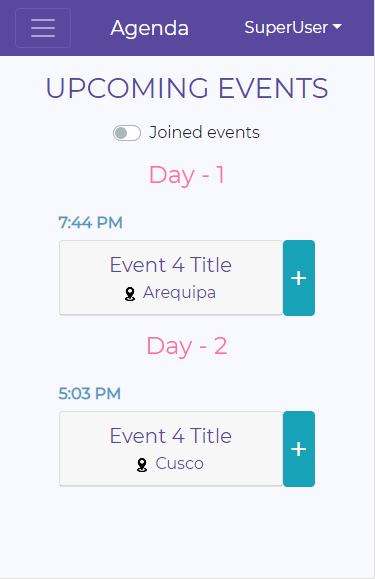 Agenda
SuperUser
UPCOMING EVENTS
Joined events
Day - 1
7:44 PM
Event 4 Title
Arequipa
+
Day - 2
5:03 PM
Event 4 Title
Cusco
+